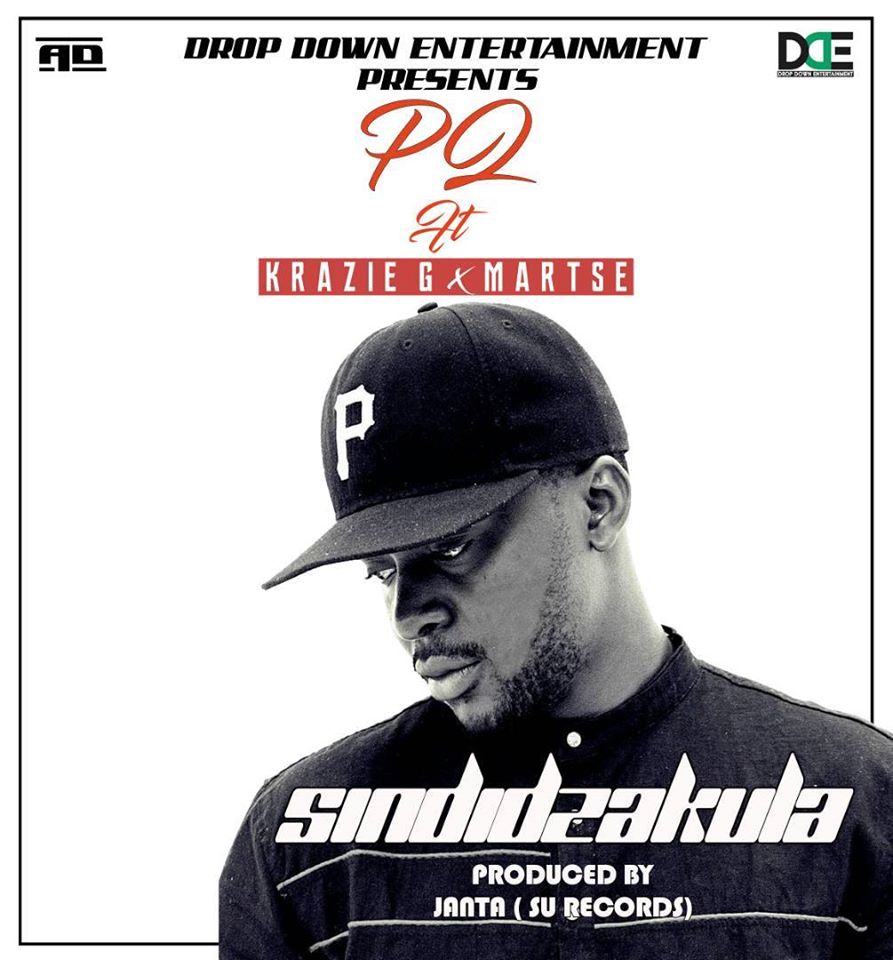 AD
DROP DOWN ENTERTAINMENT
PRESENTS
DDE
DROP DOWN ENTERTAINMENT
PQ
ft
KRAZIE G x MARTSE
P
sindidzakula
PRODUCED BY
JANTA ( SU RECORDS)